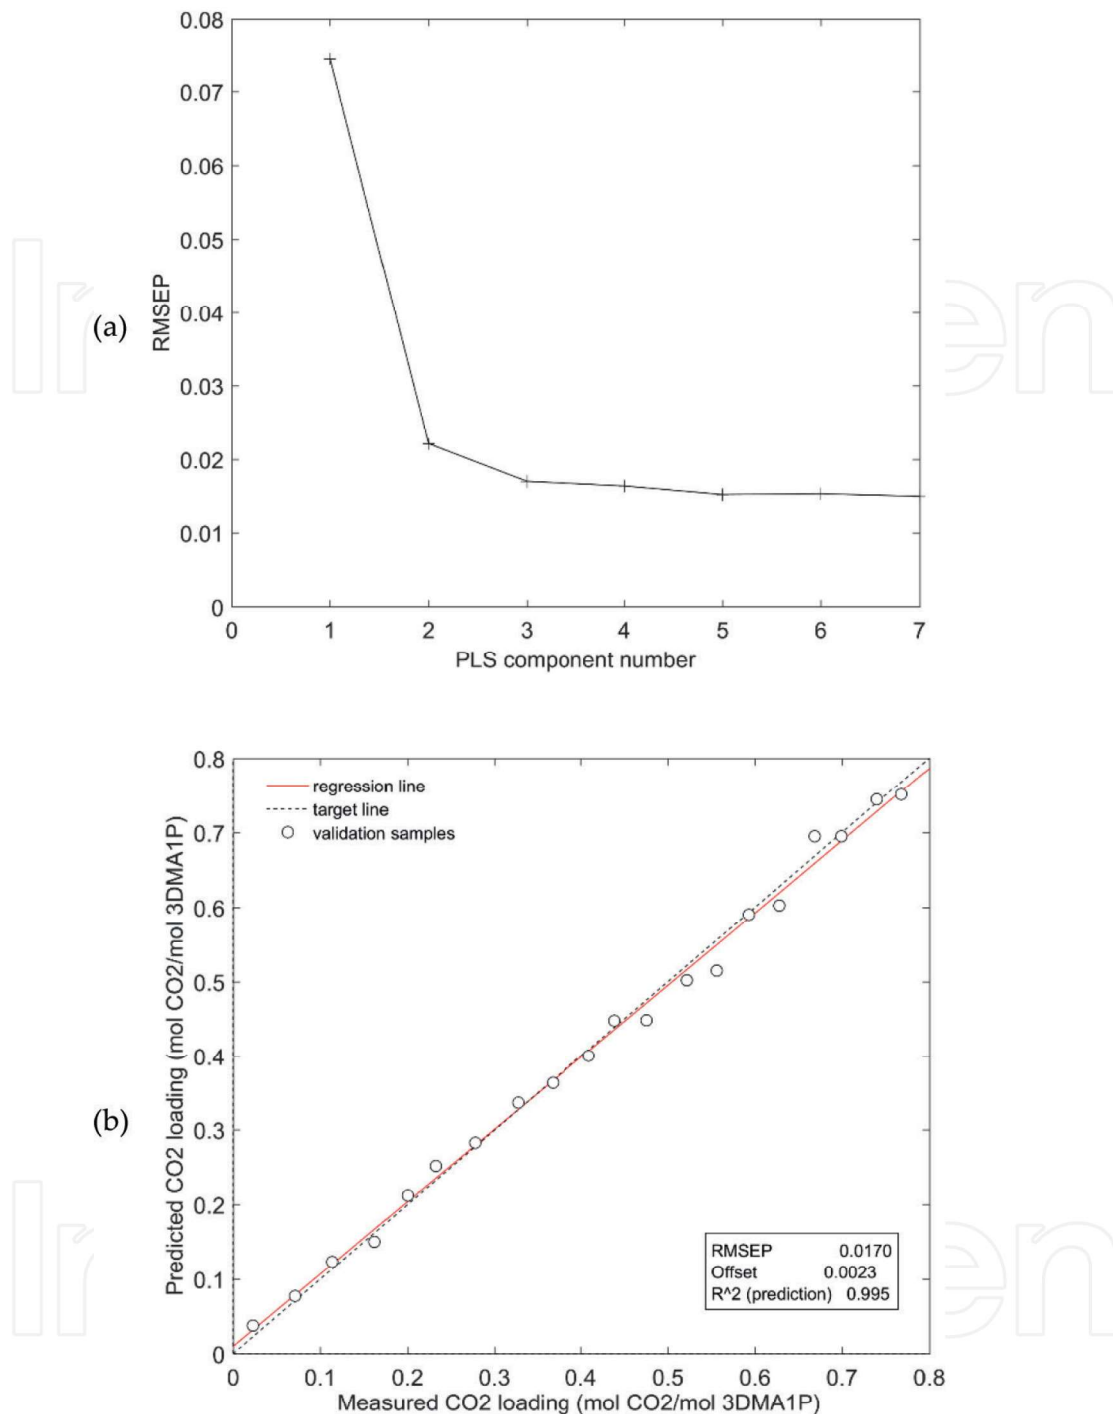 0.08
0.07
0.06
0.05
0.04
0.03
0.02
0.01
0
RMSEP
(a)
0 1 2 3 4 5 6 7
PLS component number
0.8
0.7
0.6
0.5
0.4
0.3
0.2
0.1
0
Predicted CO2 loading (mol CO2/mol 3DMA1P)
regression line
target line
validation samples
(b)
RMSEP 0.0170
Offset 0.0023
R^2 (prediction) 0.995
0 0.1 0.2 0.3 0.4 0.5 0.6 0.7 0.8
Measured CO2 loading (mol CO2/mol 3DMA1P)